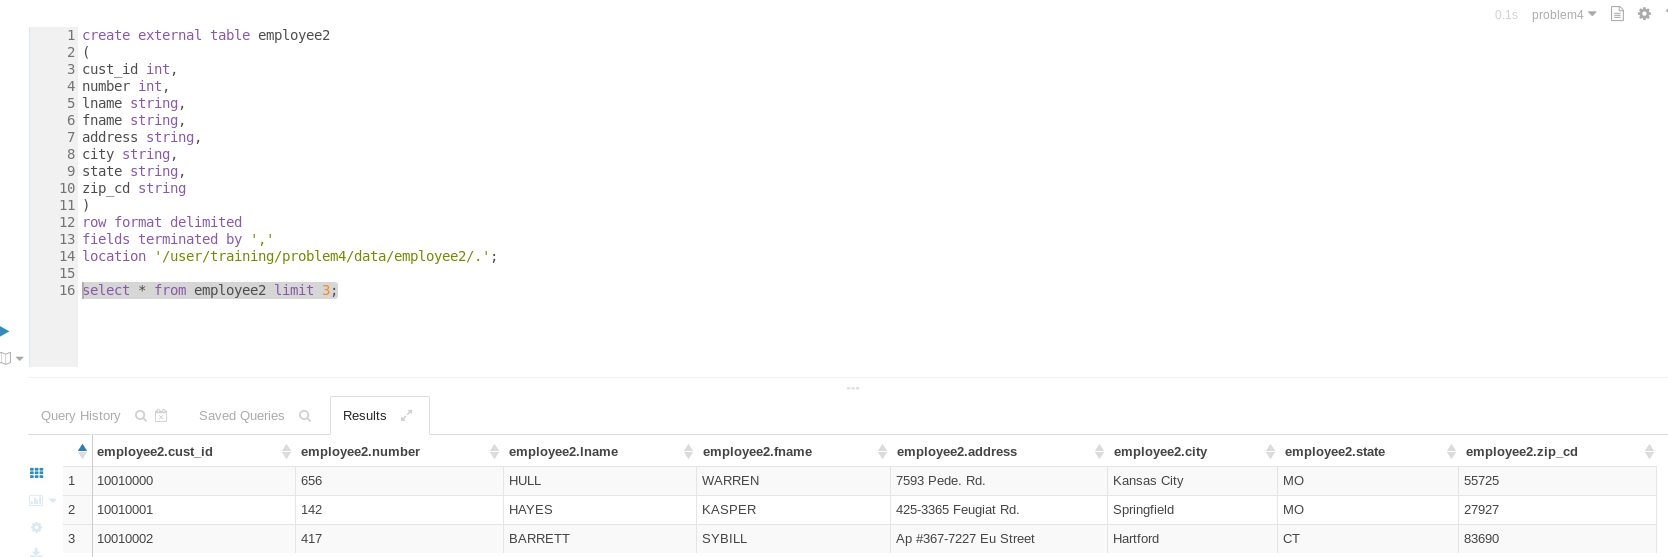 0.1s problem4
1 create external table employee2
2 (
3 cust_id int,
4 number int,
5 lname string,
6 fname string,
7 address string,
8 city string,
9 state string,
10 zip_cd string
11 )
12 row format delimited
13 fields terminated by ','
14 location '/user/training/problem4/data/employee2/.';
15
16 select * from employee2 limit 3;
Query History Saved Queries Results
employee2.cust_id employee2.number employee2.lname employee2.fname employee2.address employee2.city employee2.state employee2.zip_cd
1 10010000 656 HULL WARREN 7593 Pede. Rd. Kansas City MO 55725
2 10010001 142 HAYES KASPER 425-3365 Feugiat Rd. Springfield MO 27927
3 10010002 417 BARRETT SYBILL Ap #367-7227 Eu Street Hartford CT 83690